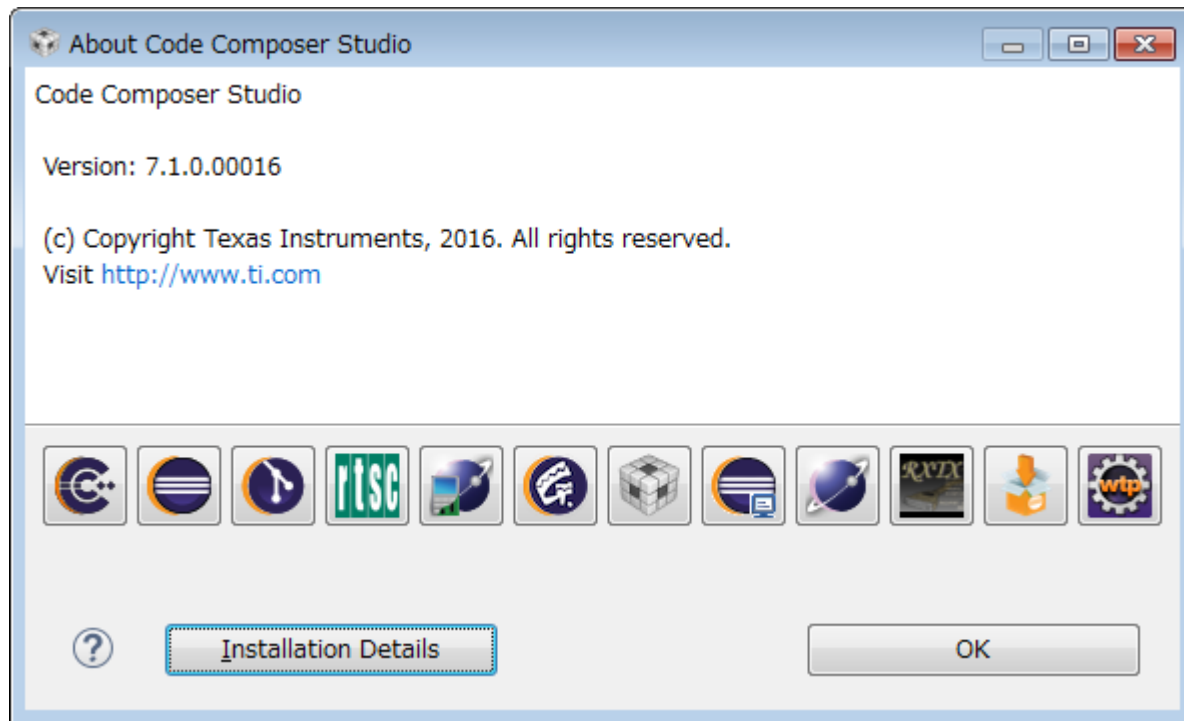 About Code Composer Studio
Code Composer Studio
Version: 7.1.0.00016
(c) Copyright Texas Instruments, 2016. All rights reserved.
Visit http://www.ti.com
rtsc
RXTX
wtp
?
Installation Details
OK